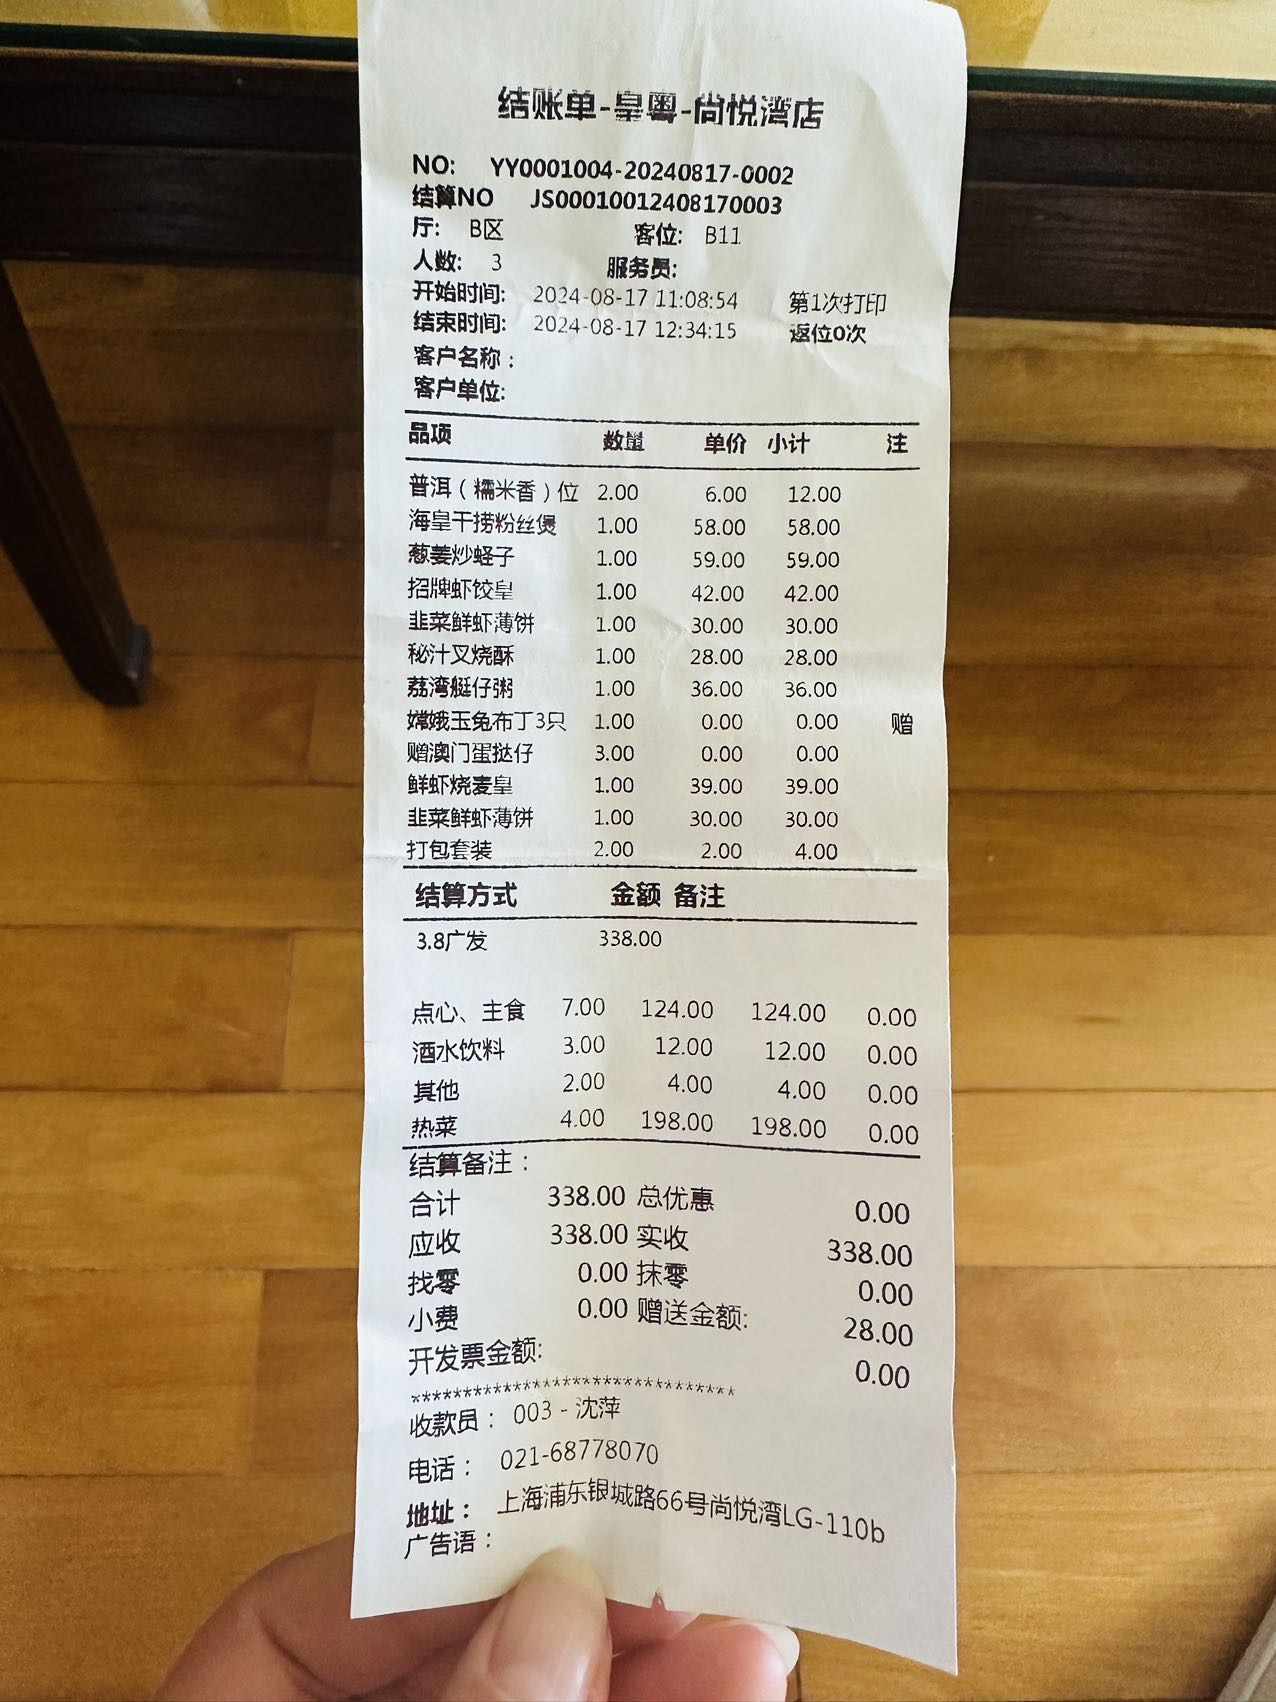 结账单-皇粤-尚悦湾店
NO: YY0001004-20240817-0002
结算NO JS00010012408170003
厅: B区 客位: B11
人数: 3 服务员:
开始时间: 2024-08-17 11:08:54 第1次打印
结束时间: 2024-08-17 12:34:15 返位0次
客户名称:
客户单位:
品项 数量 单价 小计 注
普洱(糯米香)位 2.00 6.00 12.00
海皇干捞粉丝煲 1.00 58.00 58.00
葱姜炒蛏子 1.00 59.00 59.00
招牌虾饺皇 1.00 42.00 42.00
韭菜鲜虾薄饼 1.00 30.00 30.00
秘汁叉烧酥 1.00 28.00 28.00
荔湾艇仔粥 1.00 36.00 36.00
嫦娥玉兔布丁3只 1.00 0.00 0.00 赠
赠澳门蛋挞仔 3.00 0.00 0.00
鲜虾烧麦皇 1.00 39.00 39.00
韭菜鲜虾薄饼 1.00 30.00 30.00
打包套装 2.00 2.00 4.00
结算方式 金额 备注
3.8广发 338.00
点心、主食 7.00 124.00 124.00 0.00
酒水饮料 3.00 12.00 12.00 0.00
其他 2.00 4.00 4.00 0.00
热菜 4.00 198.00 198.00 0.00
结算备注:
合计 338.00 总优惠 0.00
应收 338.00 实收 338.00
找零 0.00 抹零 0.00
小费 0.00 赠送金额: 28.00
开发票金额: 0.00
*******************************
收款员: 003 - 沈萍
电话: 021-68778070
地址: 上海浦东银城路66号尚悦湾LG-110b
广告语: